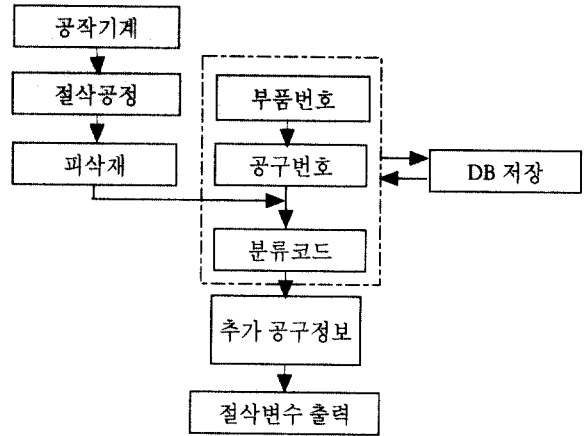 공작기계
절삭공정
피삭재
부품번호
공구번호
분류코드
DB 저장
추가 공구정보
절삭변수 출력